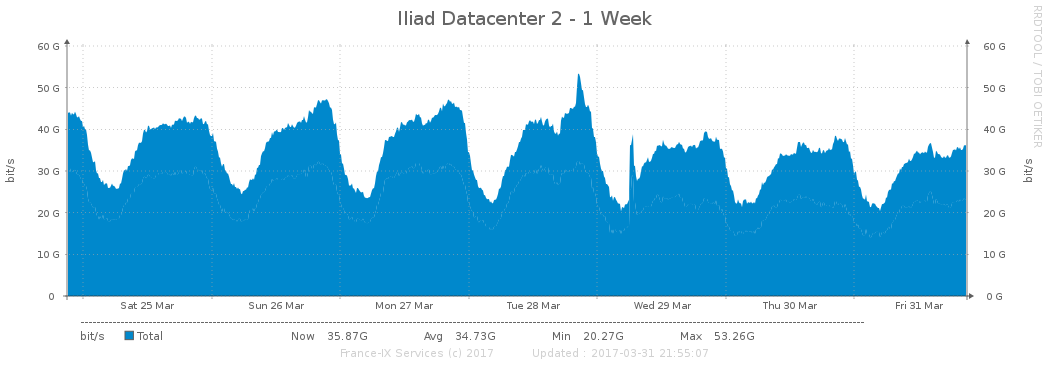 Iliad Datacenter 2 - 1 Week
RRDTOOL / TOBI OETIKER
60 G 60 G
50 G 50 G
40 G 40 G
30 G 30 G
20 G 20 G
10 G 10 G
0 0 G
bit/s bit/s
Sat 25 Mar Sun 26 Mar Mon 27 Mar Tue 28 Mar Wed 29 Mar Thu 30 Mar Fri 31 Mar
bit/s Total Now 35.87G Avg 34.73G Min 20.27G Max 53.26G
France-IX Services (c) 2017 Updated : 2017-03-31 21:55:07